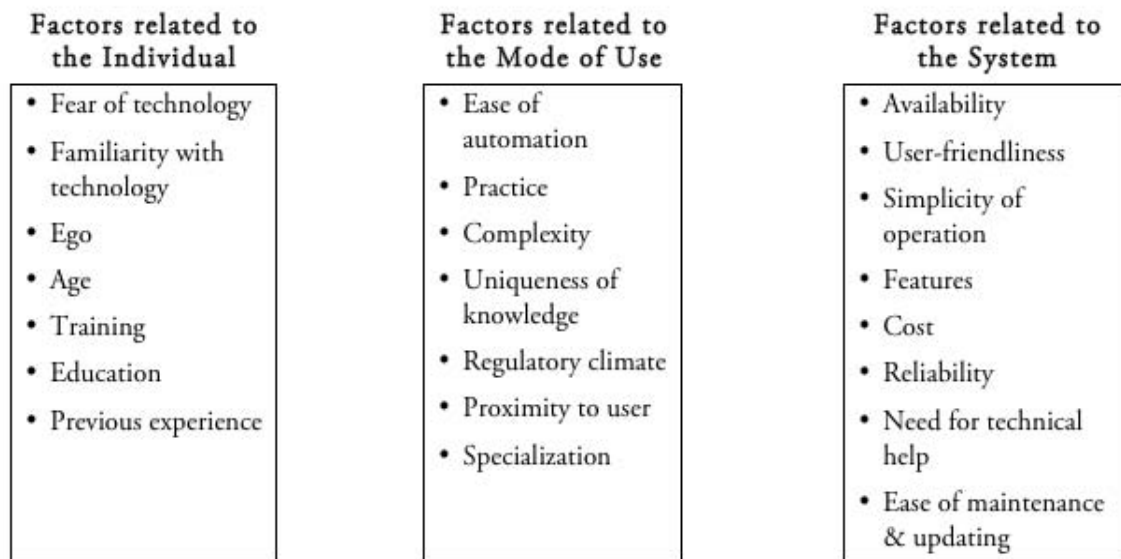 Factors related to
the Individual
• Fear of technology
• Familiarity with
technology
• Ego
• Age
• Training
• Education
• Previous experience
Factors related to
the Mode of Use
• Ease of
automation
• Practice
• Complexity
• Uniqueness of
knowledge
• Regulatory climate
• Proximity to user
• Specialization
Factors related to
the System
• Availability
• User-friendliness
• Simplicity of
operation
• Features
• Cost
• Reliability
• Need for technical
help
• Ease of maintenance
& updating